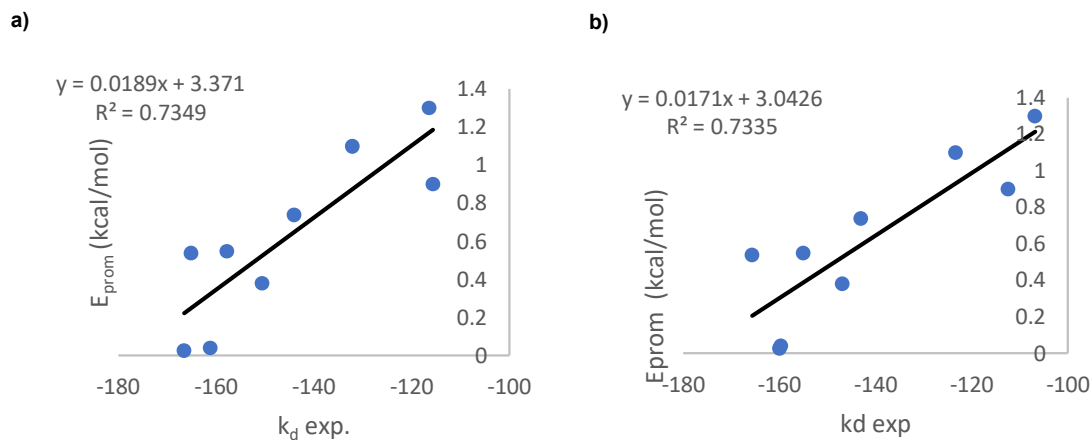 a)
y = 0.0189x + 3.371
R² = 0.7349
E_prom (kcal/mol)
1.4
1.2
1
0.8
0.6
0.4
0.2
0
-180
-160
-140
-120
-100
k_d exp.
b)
y = 0.0171x + 3.0426
R² = 0.7335
Eprom (kcal/mol)
1.4
1.2
1
0.8
0.6
0.4
0.2
0
-180
-160
-140
-120
-100
kd exp